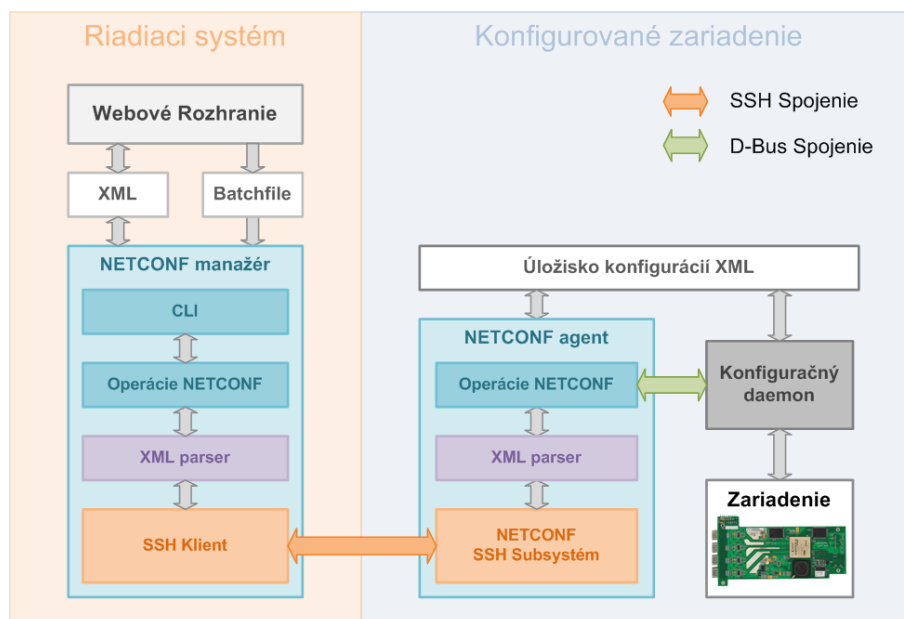 Riadiaci systém
Konfigurované zariadenie
Webové Rozhranie
SSH Spojenie
D-Bus Spojenie
XML
Batchfile
NETCONF manažér
CLI
Operácie NETCONF
XML parser
SSH Klient
Úložisko konfigurácií XML
NETCONF agent
Operácie NETCONF
XML parser
NETCONF
SSH Subsystém
Konfiguračný
daemon
Zariadenie